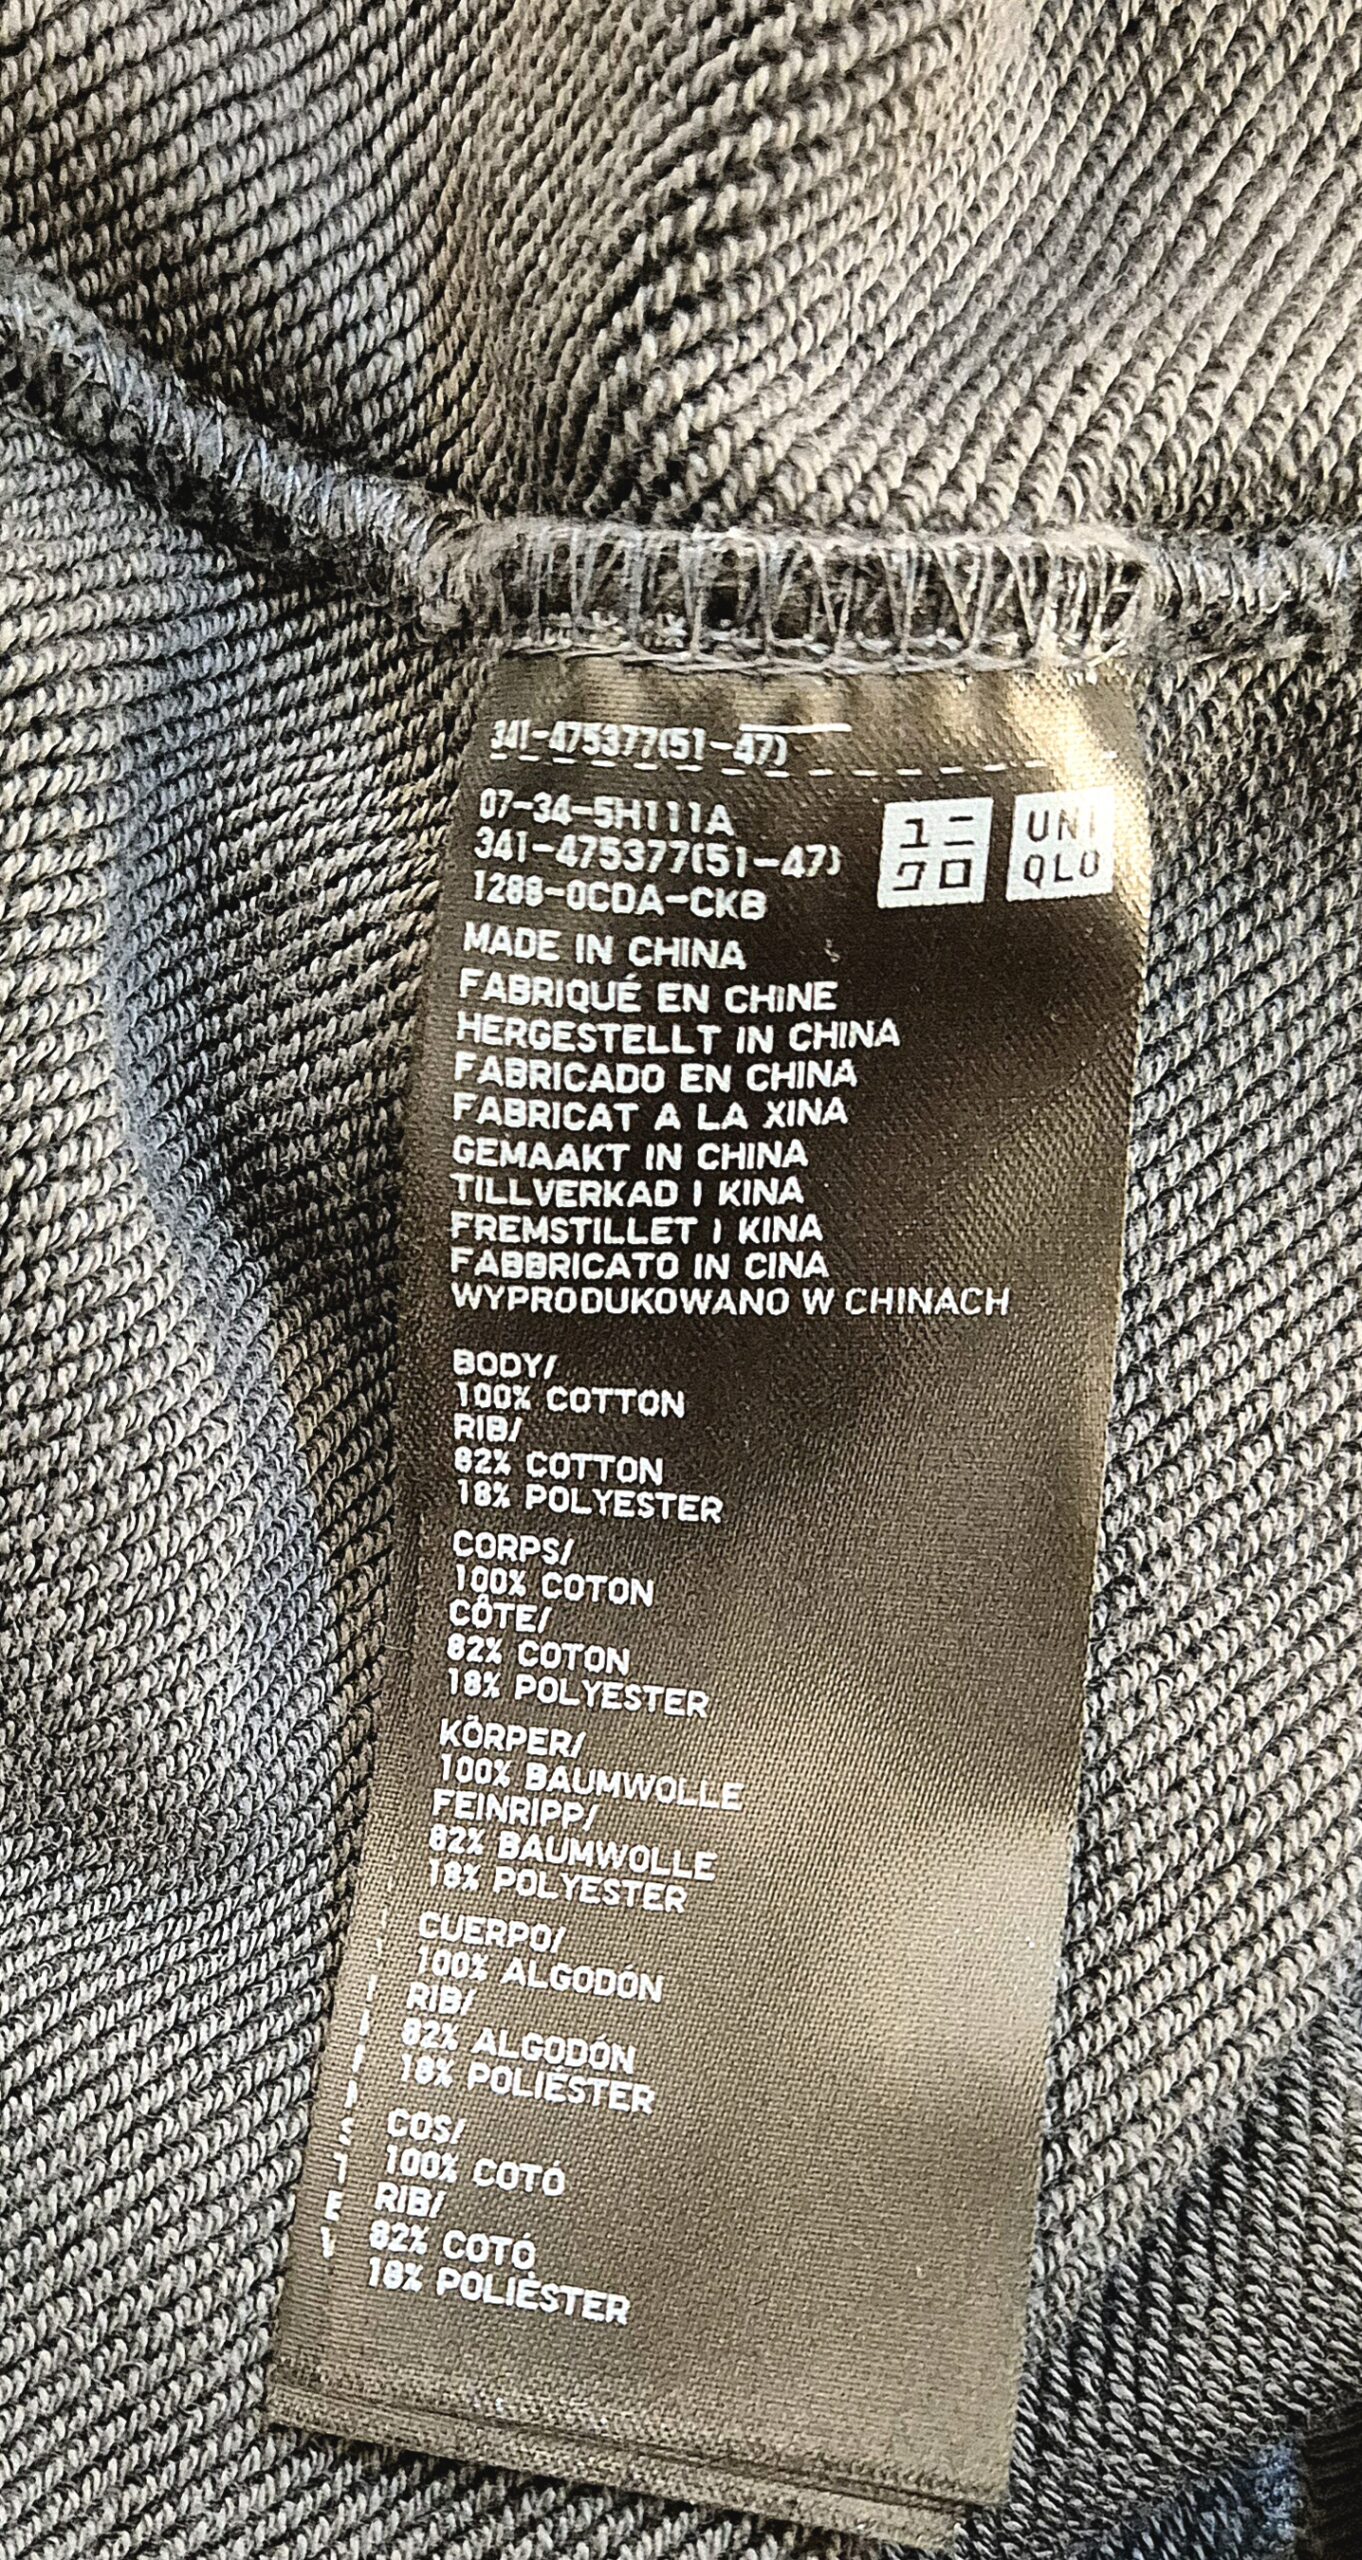 341-475377(51-47)
07-34-5H111A
341-475377(51-47)
1288-0CDA-CKB
ユニ
クロ
UNI
QLO
MADE IN CHINA
FABRIQUÉ EN CHINE
HERGESTELLT IN CHINA
FABRICADO EN CHINA
FABRICAT A LA XINA
GEMAAKT IN CHINA
TILLVERKAD I KINA
FREMSTILLET I KINA
FABBRICATO IN CINA
WYPRODUKOWANO W CHINACH
BODY/
100% COTTON
RIB/
82% COTTON
18% POLYESTER
CORPS/
100% COTON
CÔTE/
82% COTON
18% POLYESTER
KÖRPER/
100% BAUMWOLLE
FEINRIPP/
82% BAUMWOLLE
18% POLYESTER
CUERPO/
100% ALGODÓN
RIB/
82% ALGODÓN
18% POLIÉSTER
COS/
100% COTÓ
RIB/
82% COTÓ
18% POLIÈSTER